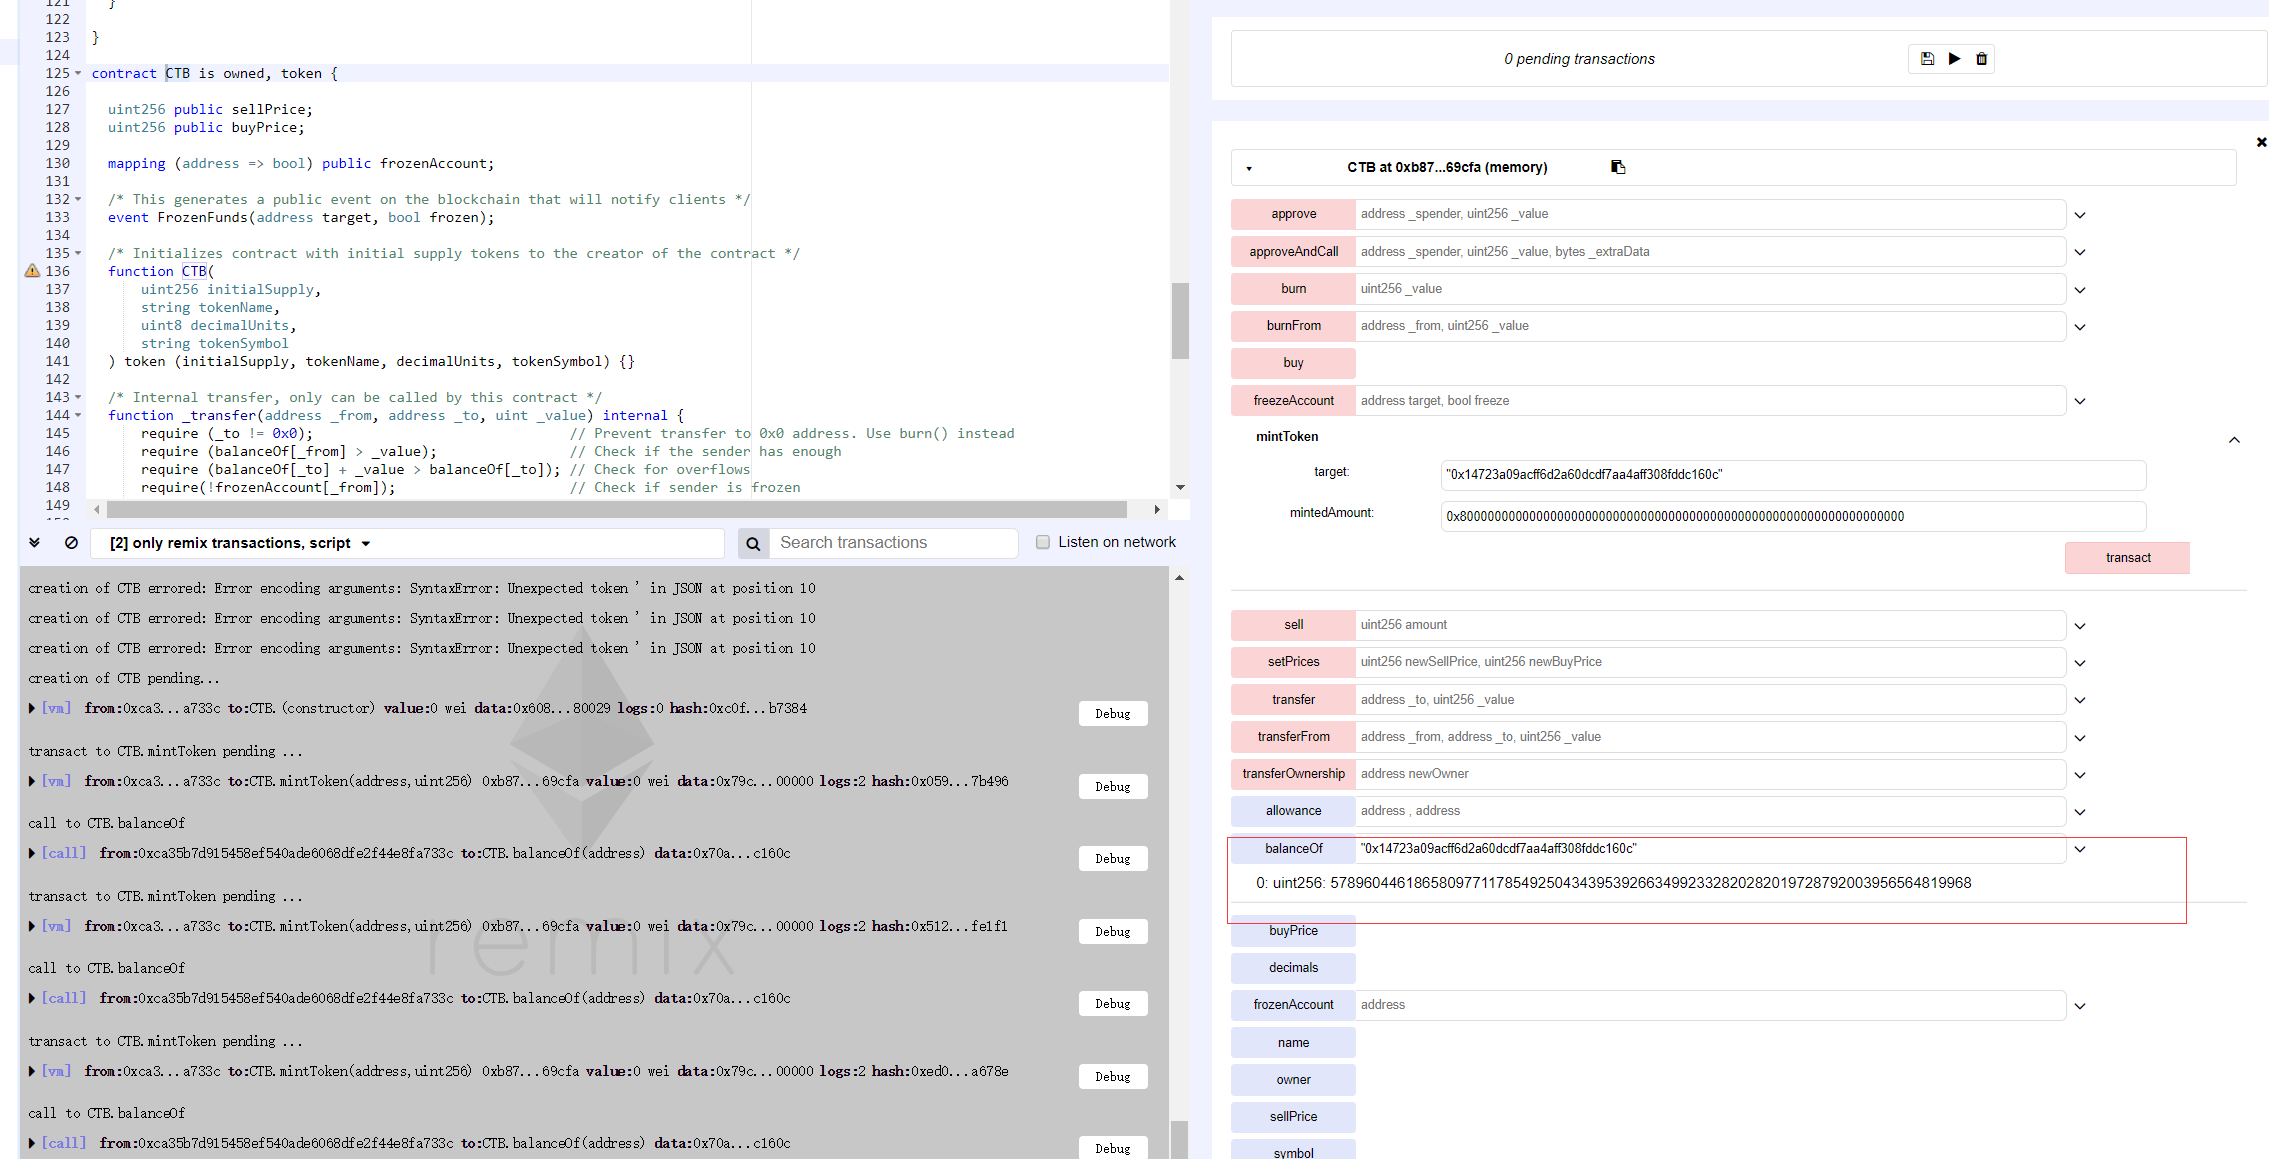 121 }
122
123 }
124
125 contract CTB is owned, token {
126
127 uint256 public sellPrice;
128 uint256 public buyPrice;
129
130 mapping (address => bool) public frozenAccount;
131
132 /* This generates a public event on the blockchain that will notify clients */
133 event FrozenFunds(address target, bool frozen);
134
135 /* Initializes contract with initial supply tokens to the creator of the contract */
136 function CTB(
137 uint256 initialSupply,
138 string tokenName,
139 uint8 decimalUnits,
140 string tokenSymbol
141 ) token (initialSupply, tokenName, decimalUnits, tokenSymbol) {}
142
143 /* Internal transfer, only can be called by this contract */
144 function _transfer(address _from, address _to, uint _value) internal {
145 require (_to != 0x0); // Prevent transfer to 0x0 address. Use burn() instead
146 require (balanceOf[_from] > _value); // Check if the sender has enough
147 require (balanceOf[_to] + _value > balanceOf[_to]); // Check for overflows
148 require(!frozenAccount[_from]); // Check if sender is frozen
149
[2] only remix transactions, script
Search transactions
Listen on network
creation of CTB errored: Error encoding arguments: SyntaxError: Unexpected token ' in JSON at position 10
creation of CTB errored: Error encoding arguments: SyntaxError: Unexpected token ' in JSON at position 10
creation of CTB errored: Error encoding arguments: SyntaxError: Unexpected token ' in JSON at position 10
creation of CTB pending...
[vm] from:0xca3...a733c to:CTB.(constructor) value:0 wei data:0x608...80029 logs:0 hash:0xc0f...b7384
Debug
transact to CTB.mintToken pending ...
[vm] from:0xca3...a733c to:CTB.mintToken(address,uint256) 0xb87...69cfa value:0 wei data:0x79c...00000 logs:2 hash:0x059...7b496
Debug
call to CTB.balanceOf
[call] from:0xca35b7d915458ef540ade6068dfe2f44e8fa733c to:CTB.balanceOf(address) data:0x70a...c160c
Debug
transact to CTB.mintToken pending ...
[vm] from:0xca3...a733c to:CTB.mintToken(address,uint256) 0xb87...69cfa value:0 wei data:0x79c...00000 logs:2 hash:0x512...fe1f1
Debug
remix
call to CTB.balanceOf
[call] from:0xca35b7d915458ef540ade6068dfe2f44e8fa733c to:CTB.balanceOf(address) data:0x70a...c160c
Debug
transact to CTB.mintToken pending ...
[vm] from:0xca3...a733c to:CTB.mintToken(address,uint256) 0xb87...69cfa value:0 wei data:0x79c...00000 logs:2 hash:0xed0...a678e
Debug
call to CTB.balanceOf
[call] from:0xca35b7d915458ef540ade6068dfe2f44e8fa733c to:CTB.balanceOf(address) data:0x70a...c160c
Debug
0 pending transactions
CTB at 0xb87...69cfa (memory)
approve address _spender, uint256 _value
approveAndCall address _spender, uint256 _value, bytes _extraData
burn uint256 _value
burnFrom address _from, uint256 _value
buy
freezeAccount address target, bool freeze
mintToken
target: "0x14723a09acff6d2a60dcdf7aa4aff308fddc160c"
mintedAmount: 0x8000000000000000000000000000000000000000000000000000000000000000
transact
sell uint256 amount
setPrices uint256 newSellPrice, uint256 newBuyPrice
transfer address _to, uint256 _value
transferFrom address _from, address _to, uint256 _value
transferOwnership address newOwner
allowance address , address
balanceOf "0x14723a09acff6d2a60dcdf7aa4aff308fddc160c"
0: uint256: 57896044618658097711785492504343953926634992332820282019728792003956564819968
buyPrice
decimals
frozenAccount address
name
owner
sellPrice
symbol